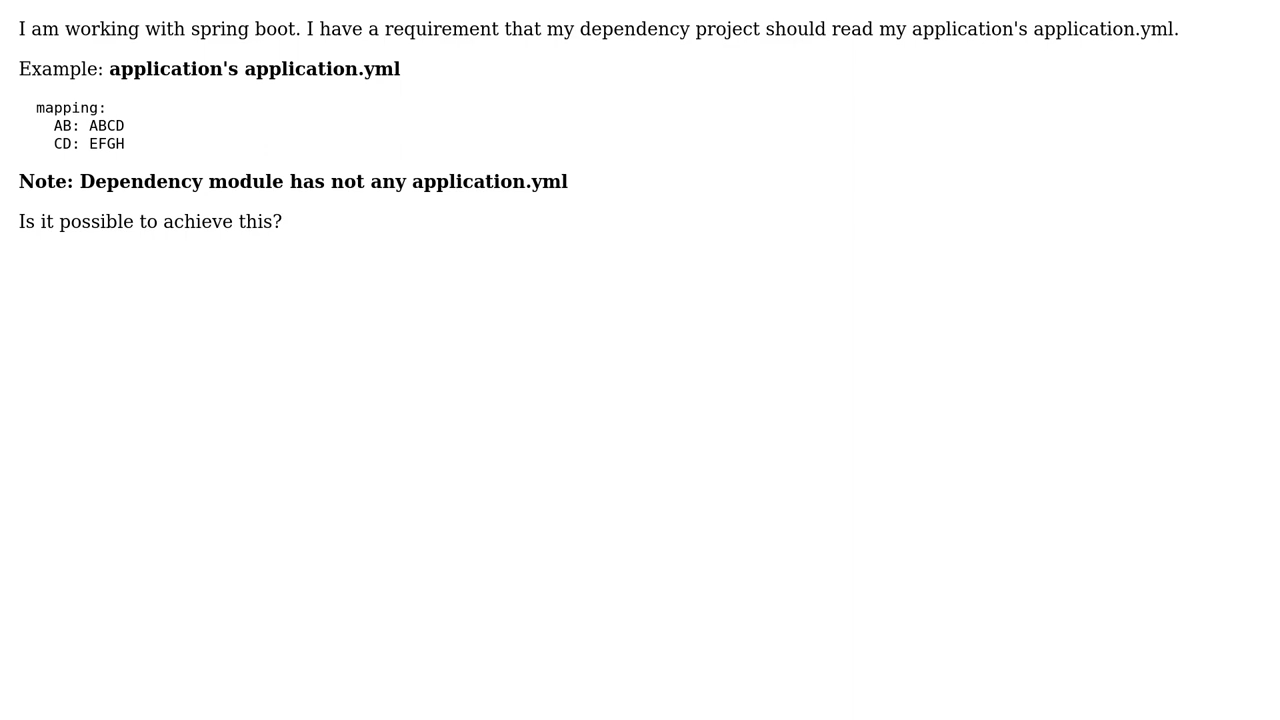 I am working with spring boot. I have a requirement that my dependency project should read my application's application.yml.
Example: application's application.yml
mapping:
AB: ABCD
CD: EFGH
Note: Dependency module has not any application.yml
Is it possible to achieve this?